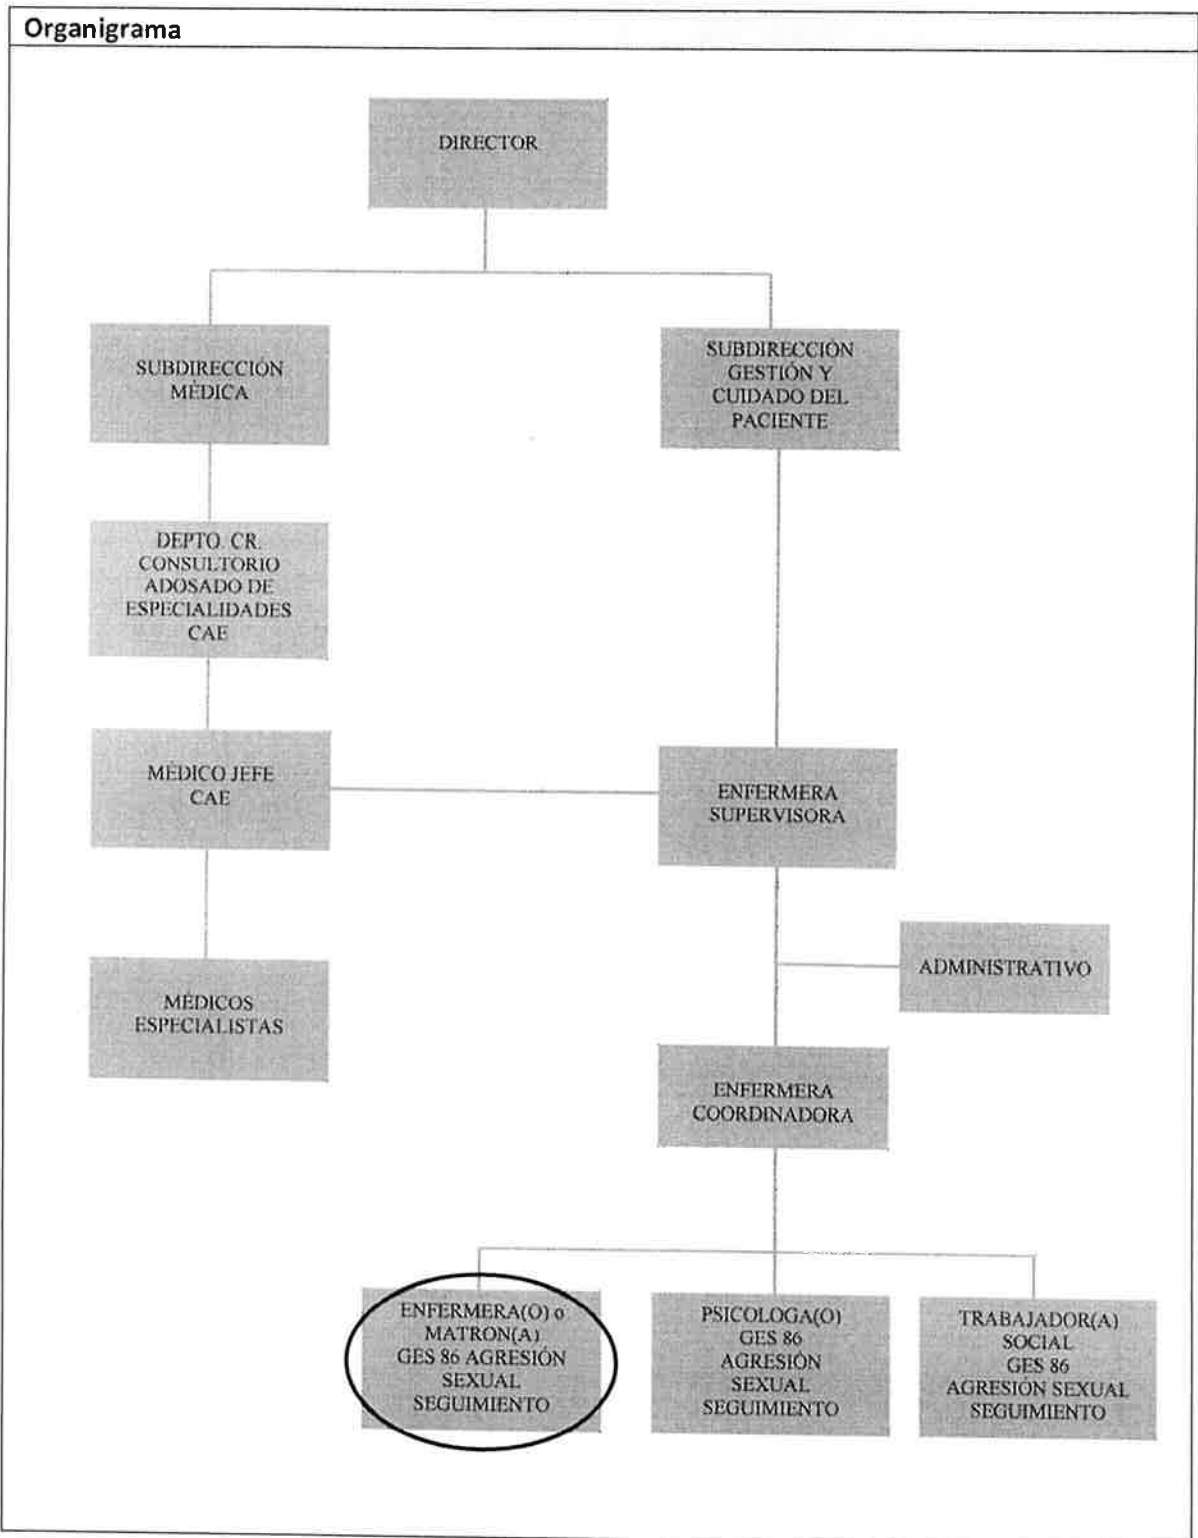 Organigrama
DIRECTOR
SUBDIRECCIÓN
MÉDICA
SUBDIRECCIÓN
GESTIÓN Y
CUIDADO DEL
PACIENTE
DEPTO. CR.
CONSULTORIO
ADOSADO DE
ESPECIALIDADES
CAE
MÉDICO JEFE
CAE
ENFERMERA
SUPERVISORA
ADMINISTRATIVO
MÉDICOS
ESPECIALISTAS
ENFERMERA
COORDINADORA
ENFERMERA(O) o
MATRON(A)
GES 86 AGRESIÓN
SEXUAL
SEGUIMIENTO
PSICOLOGA(O)
GES 86
AGRESIÓN
SEXUAL
SEGUIMIENTO
TRABAJADOR(A)
SOCIAL
GES 86
AGRESIÓN SEXUAL
SEGUIMIENTO